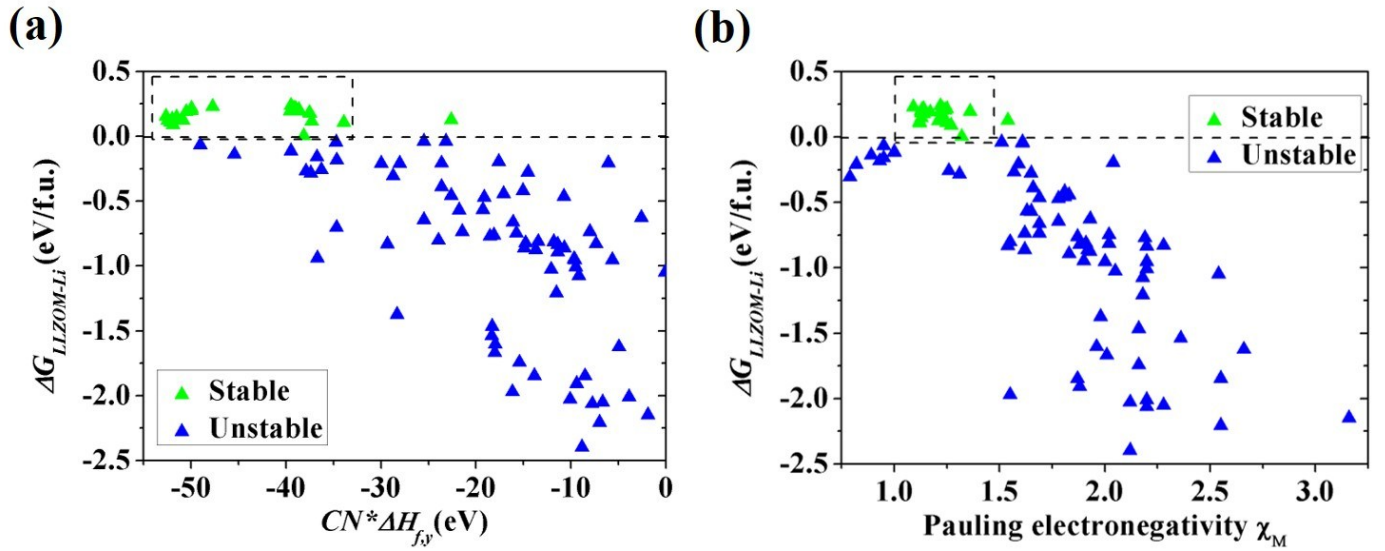 (a)
0.5
0.0
-0.5
-1.0
-1.5
-2.0
-2.5
ΔG_LLZOM-Li (eV/f.u.)
Stable
Unstable
-50 -40 -30 -20 -10 0
CN*ΔH_f,y(eV)
(b)
0.5
0.0
-0.5
-1.0
-1.5
-2.0
-2.5
ΔG_LLZOM-Li (eV/f.u.)
Stable
Unstable
1.0 1.5 2.0 2.5 3.0
Pauling electronegativity χ_M